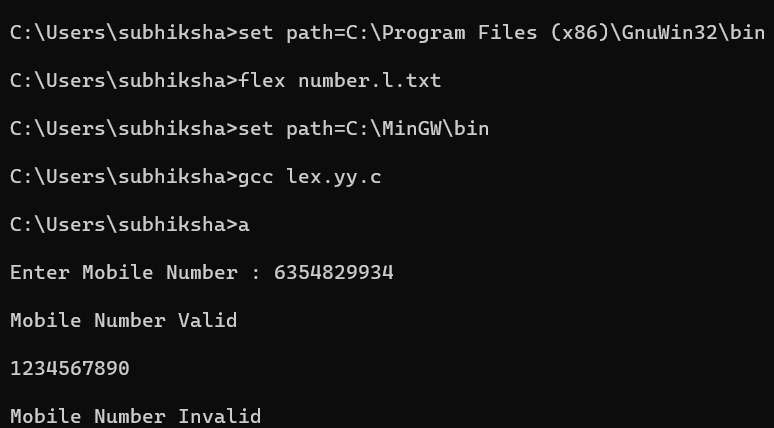 C:\Users\subhiksha>set path=C:\Program Files (x86)\GnuWin32\bin
C:\Users\subhiksha>flex number.l.txt
C:\Users\subhiksha>set path=C:\MinGW\bin
C:\Users\subhiksha>gcc lex.yy.c
C:\Users\subhiksha>a
Enter Mobile Number : 6354829934
Mobile Number Valid
1234567890
Mobile Number Invalid